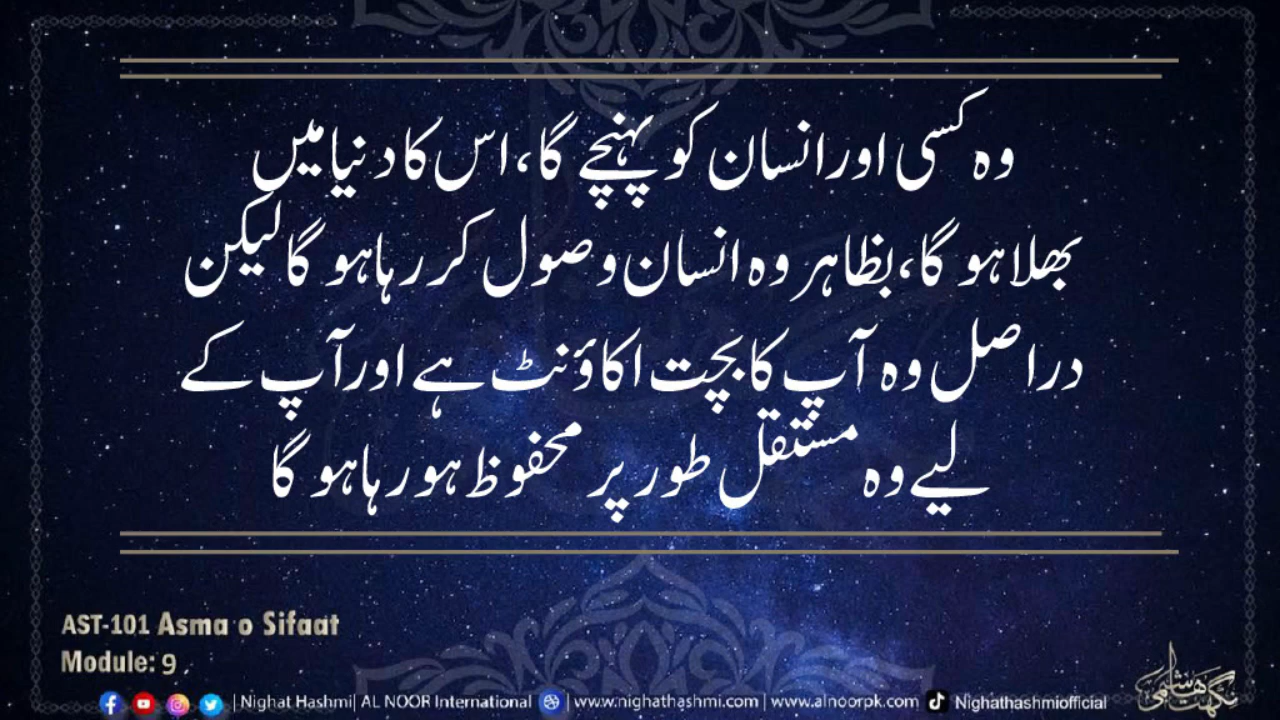 وہ کسی اور انسان کو پہنچے گا، اس کا دنیا میں
بھلا ہو گا، بظاہر وہ انسان وصول کر رہا ہو گا لیکن
دراصل وہ آپ کا بچت اکاؤنٹ ہے اور آپ کے
لیے وہ مستقل طور پر محفوظ ہو رہا ہو گا
AST-101 Asma o Sifaat
Module: 9
| Nighat Hashmi| AL NOOR International | www.nighathashmi.com | www.alnoorpk.com Nighathashmiofficial
نگہت ہاشمی